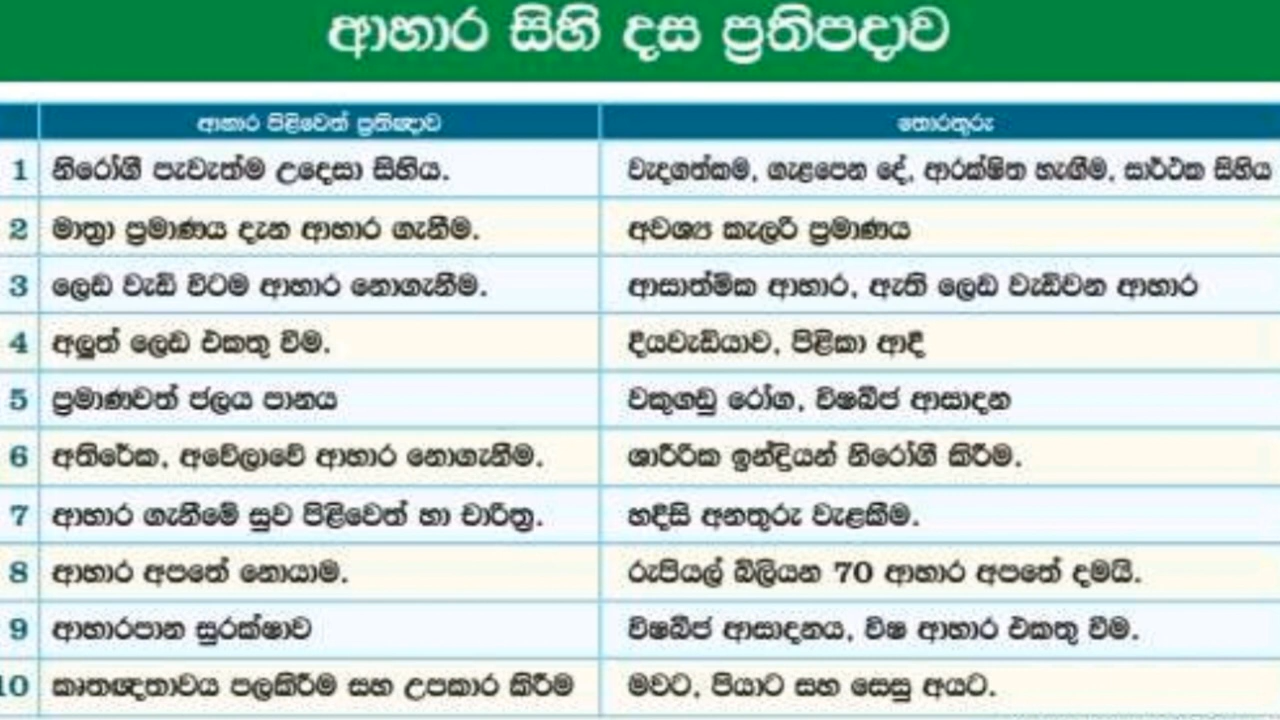 ආහාර සිහි දස ප්‍රතිපදාව
ආහාර පිළිවෙත් ප්‍රතිඥාව තොරතුරු
1 නිරෝගී පැවැත්ම උදෙසා සිහිය. වැදගත්කම, ගැළපෙන දේ, ආරක්ෂිත හැඟීම, සාර්ථක සිහිය
2 මාත්‍රා ප්‍රමාණය දැන ආහාර ගැනීම. අවශ්‍ය කැලරි ප්‍රමාණය
3 ලෙඩ වැඩි විටම ආහාර නොගැනීම. ආසාත්මික ආහාර, ඇති ලෙඩ වැඩිවන ආහාර
4 අලුත් ලෙඩ එකතු වීම. දියවැඩියාව, පිළිකා ආදී
5 ප්‍රමාණවත් ජලය පානය වකුගඩු රෝග, විෂබීජ ආසාදන
6 අතිරේක, අවේලාවේ ආහාර නොගැනීම. ශාරීරික ඉන්ද්‍රියන් නිරෝගී කිරීම.
7 ආහාර ගැනීමේ සුව පිළිවෙත් හා චාරිත්‍ර. හදිසි අනතුරු වැළකීම.
8 ආහාර අපතේ නොයාම. රුපියල් බිලියන 70 ආහාර අපතේ දමයි.
9 ආහාරපාන සුරක්ෂාව විෂබීජ ආසාදනය, විෂ ආහාර එකතු වීම.
10 කෘතඥතාවය පලකිරීම සහ උපකාර කිරීම මවට, පියාට සහ සෙසු අයට.